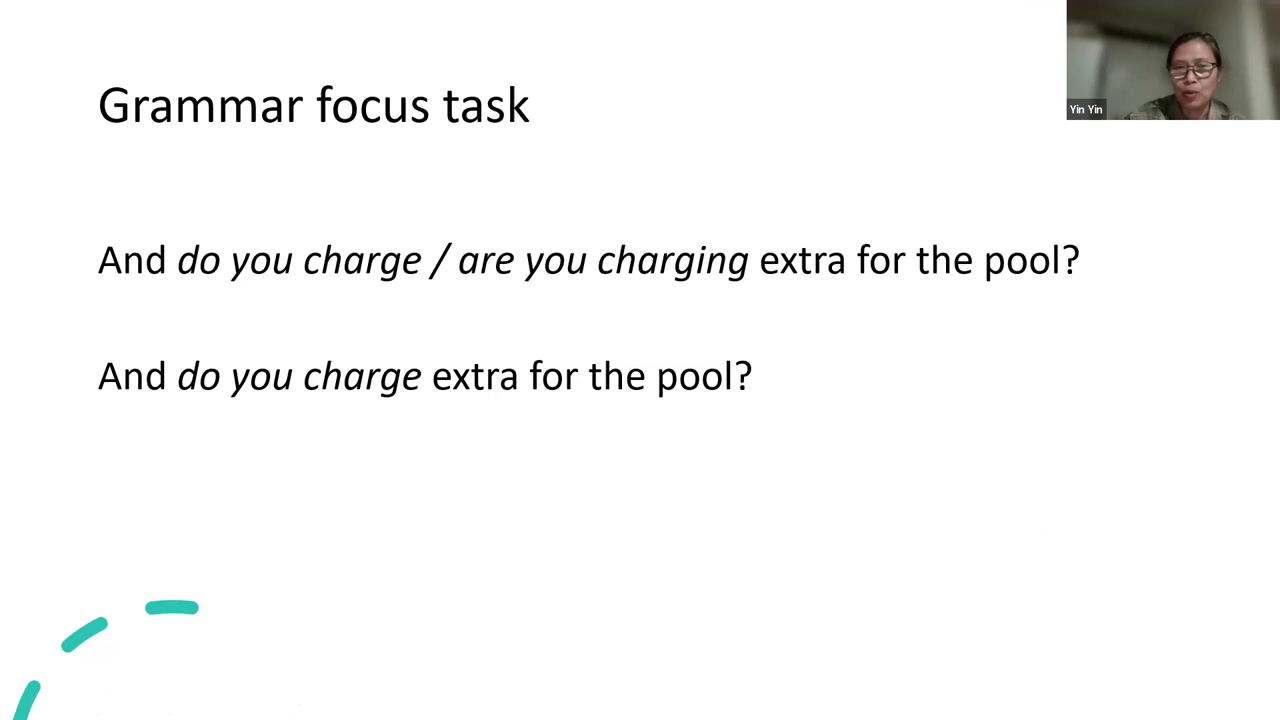 Yin Yin
Grammar focus task
And do you charge / are you charging extra for the pool?
And do you charge extra for the pool?